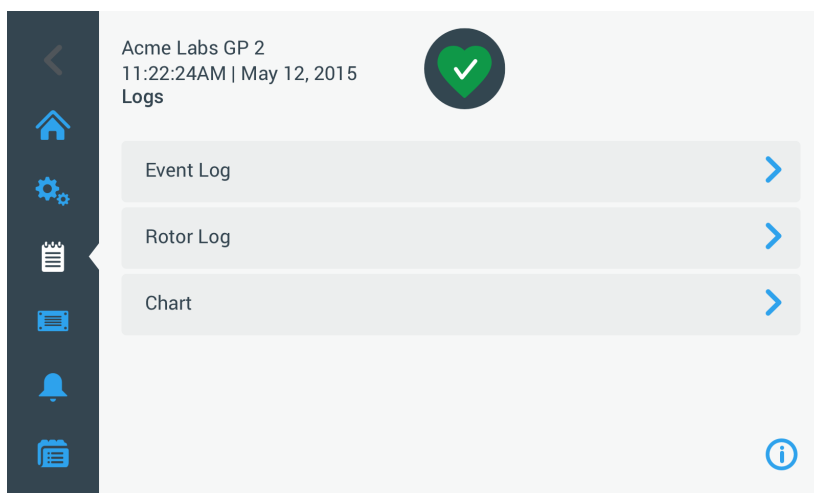 Acme Labs GP 2
11:22:24AM | May 12, 2015
Logs
Event Log
Rotor Log
Chart